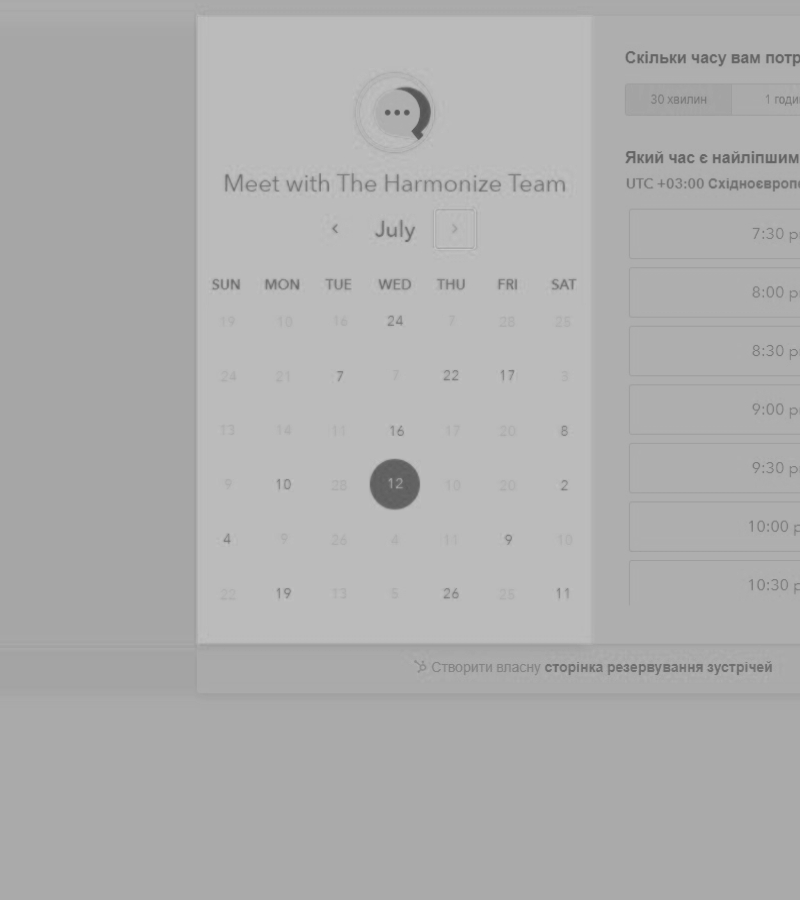 Скільки часу вам потр
30 хвилин 1 годи
Meet with The Harmonize Team
July
SUN MON TUE WED THU FRI SAT
19 10 16 24 7 28 25
24 21 7 7 22 17 3
13 14 11 16 17 20 8
9 10 28 12 10 20 2
4 9 26 4 11 9 10
22 19 13 5 26 25 11
Який час є найліпшим
UTC +03:00 Східноєвропе
7:30 p
8:00 p
8:30 p
9:00 p
9:30 p
10:00 p
10:30 p
Створити власну сторінка резервування зустрічей